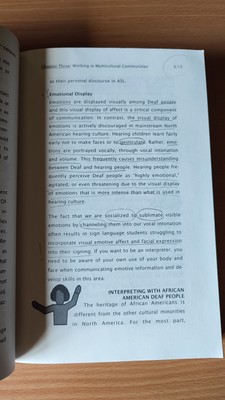 Chapter Three: Working in Multicultural Communities
613
as their personal discourse in ASL.
Emotional Display
Emotions are displayed visually among Deaf people
and this visual display of affect is a critical component
of communication. In contrast, the visual display of
emotions is actively discouraged in mainstream North
American hearing culture. Hearing children learn fairly
early not to make faces or to gesticulate. Rather, emo-
tions are portrayed vocally, through vocal intonation
and volume. This frequently causes misunderstanding
between Deaf and hearing people. Hearing people fre-
quently perceive Deaf people as "highly emotional,"
agitated, or even threatening due to the visual display
of emotions that is more intense than what is used in
hearing culture.
The fact that we are socialized to sublimate visible
emotions by channeling them into our vocal intonation
often results in sign language students struggling to
incorporate visual emotive affect and facial expression
into their signing. If you want to be an interpreter, you
need to be aware of your own use of your body and
face when communicating emotive information and de-
velop skills in this area.
INTERPRETING WITH AFRICAN
AMERICAN DEAF PEOPLE
The heritage of African Americans is
different from the other cultural minorities
in North America. For the most part,